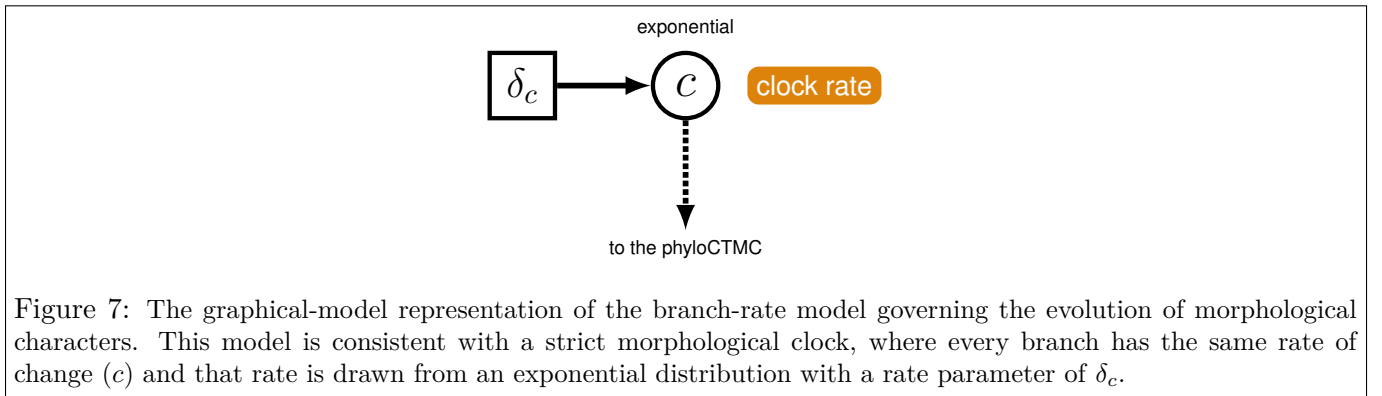 exponential
δc c clock rate
to the phyloCTMC
Figure 7: The graphical-model representation of the branch-rate model governing the evolution of morphological
characters. This model is consistent with a strict morphological clock, where every branch has the same rate of
change (c) and that rate is drawn from an exponential distribution with a rate parameter of δc.